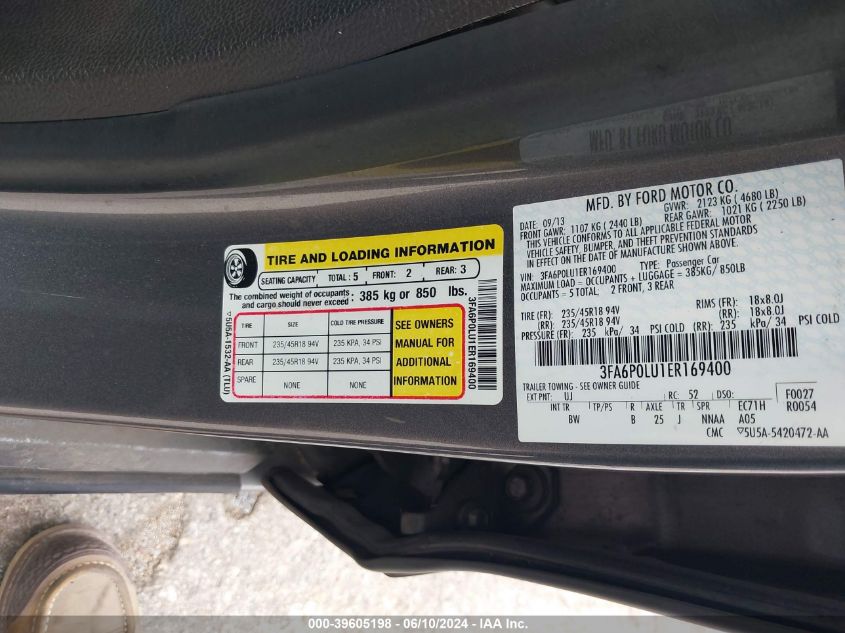 TIRE AND LOADING INFORMATION
SEATING CAPACITY TOTAL: 5 FRONT: 2 REAR: 3
The combined weight of occupants and cargo should never exceed: 385 kg or 850 lbs.
TIRE SIZE COLD TIRE PRESSURE
FRONT 235/45R18 94V 235 KPA, 34 PSI
REAR 235/45R18 94V 235 KPA, 34 PSI
SPARE NONE NONE
SEE OWNERS
MANUAL FOR
ADDITIONAL
INFORMATION
5U5A-1532-AA (TLU)
3FA6P0LU1ER169400
MFD. BY FORD MOTOR CO.
DATE: 09/13 GVWR: 2123 KG (4680 LB)
FRONT GAWR: 1107 KG (2440 LB) REAR GAWR: 1021 KG (2250 LB)
THIS VEHICLE CONFORMS TO ALL APPLICABLE FEDERAL MOTOR
VEHICLE SAFETY, BUMPER, AND THEFT PREVENTION STANDARDS
IN EFFECT ON THE DATE OF MANUFACTURE SHOWN ABOVE.
VIN: 3FA6P0LU1ER169400 TYPE: Passenger Car
MAXIMUM LOAD = OCCUPANTS + LUGGAGE = 385KG/ 850LB
OCCUPANTS = 5 TOTAL; 2 FRONT, 3 REAR
TIRE (FR): 235/45R18 94V RIMS (FR): 18x8.0J
(RR): 235/45R18 94V (RR): 18x8.0J
PRESSURE (FR): 235 kPa/ 34 PSI COLD (RR): 235 kPa/ 34 PSI COLD
3FA6P0LU1ER169400
TRAILER TOWING - SEE OWNER GUIDE
EXT PNT: UJ RC: 52 DSO: F0027
INT TR TP/PS R AXLE TR SPR EC71H R0054
BW B 25 J NNAA A05
CMC ▽5U5A-5420472-AA
MFD. BY FORD MOTOR CO.
000-39605198 - 06/10/2024 - IAA Inc.